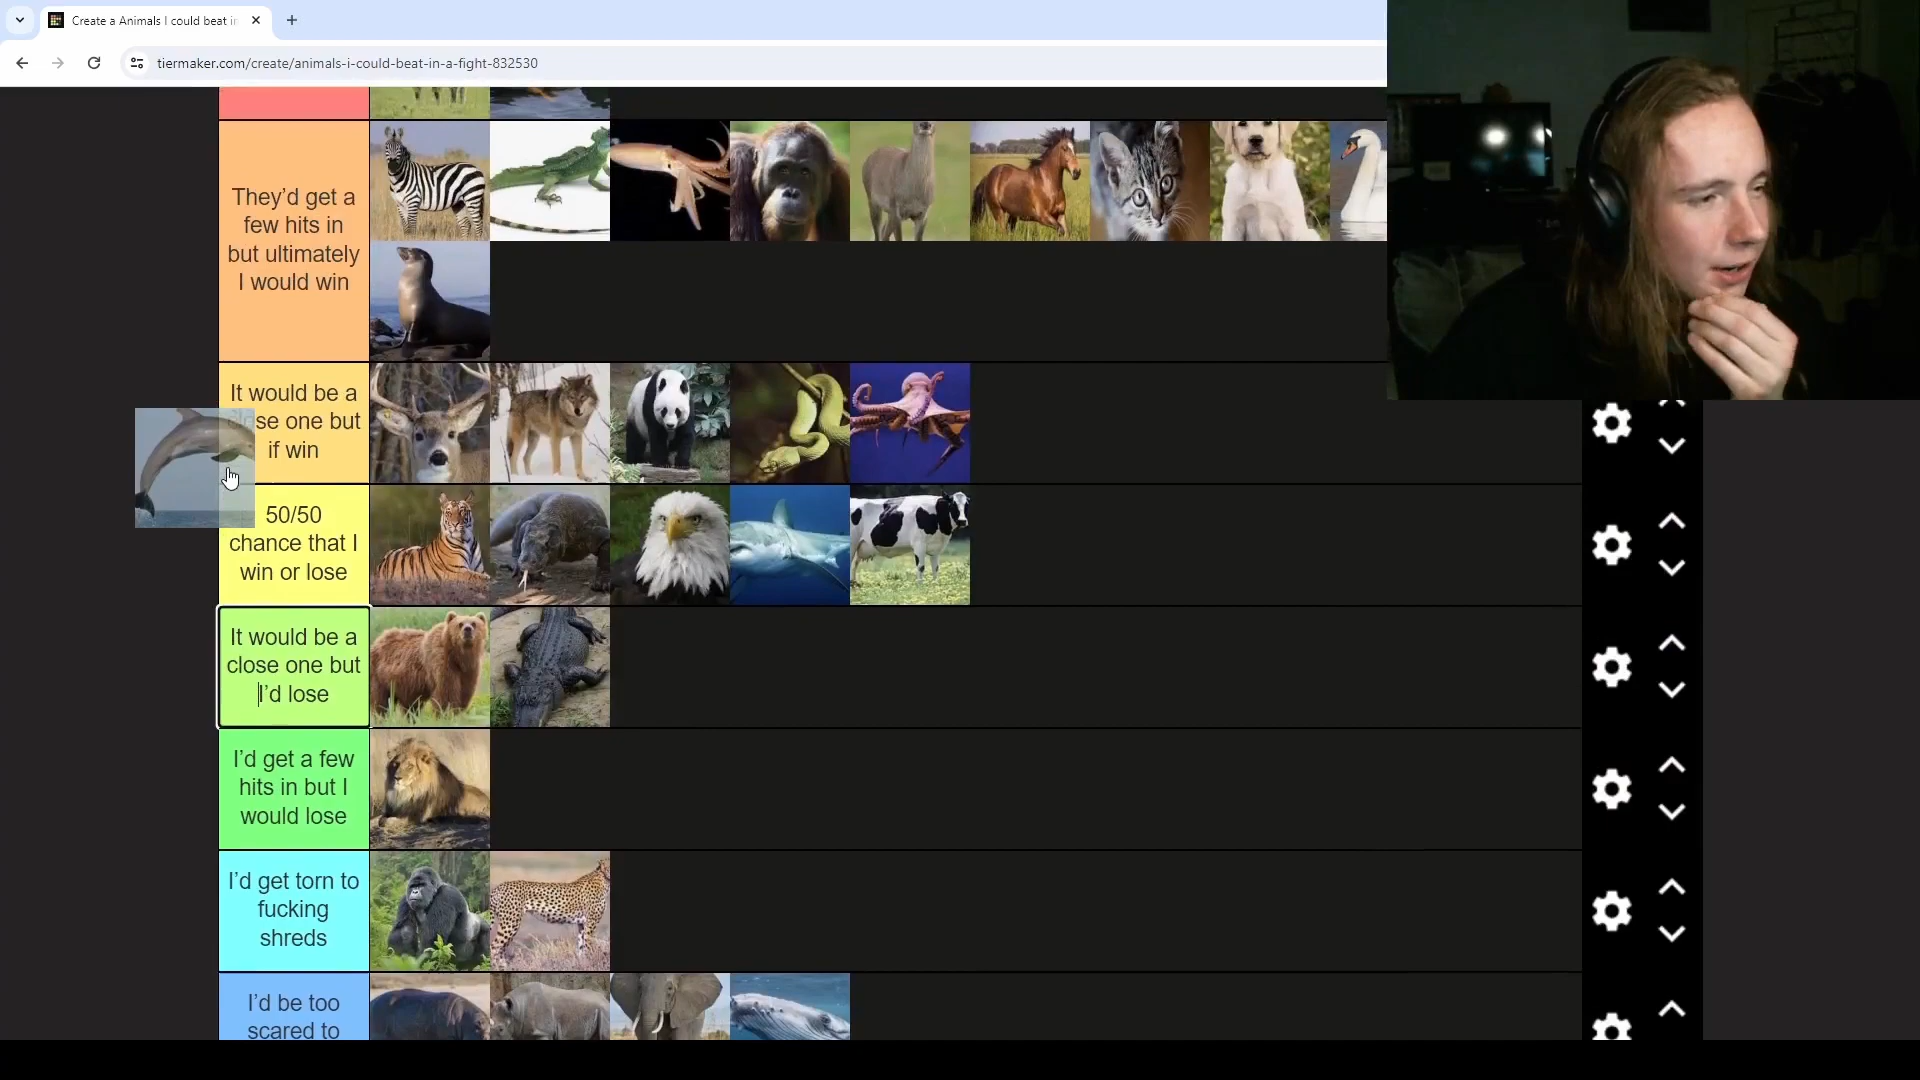 Create a Animals I could beat in
tiermaker.com/create/animals-i-could-beat-in-a-fight-832530
They'd get a
few hits in
but ultimately
I would win
It would be a
close one but
if win
50/50
chance that I
win or lose
It would be a
close one but
I'd lose
I'd get a few
hits in but I
would lose
I'd get torn to
fucking
shreds
I'd be too
scared to